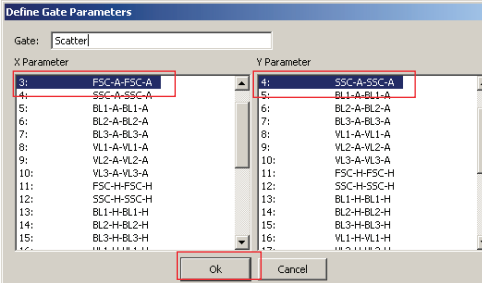 Define Gate Parameters
Gate: Scatter
X Parameter
3: FSC-A-FSC-A
4: SSC-A-SSC-A
5: BL1-A-BL1-A
6: BL2-A-BL2-A
7: BL3-A-BL3-A
8: VL1-A-VL1-A
9: VL2-A-VL2-A
10: VL3-A-VL3-A
11: FSC-H-FSC-H
12: SSC-H-SSC-H
13: BL1-H-BL1-H
14: BL2-H-BL2-H
15: BL3-H-BL3-H
Y Parameter
4: SSC-A-SSC-A
5: BL1-A-BL1-A
6: BL2-A-BL2-A
7: BL3-A-BL3-A
8: VL1-A-VL1-A
9: VL2-A-VL2-A
10: VL3-A-VL3-A
11: FSC-H-FSC-H
12: SSC-H-SSC-H
13: BL1-H-BL1-H
14: BL2-H-BL2-H
15: BL3-H-BL3-H
16: VL1-H-VL1-H
Ok
Cancel